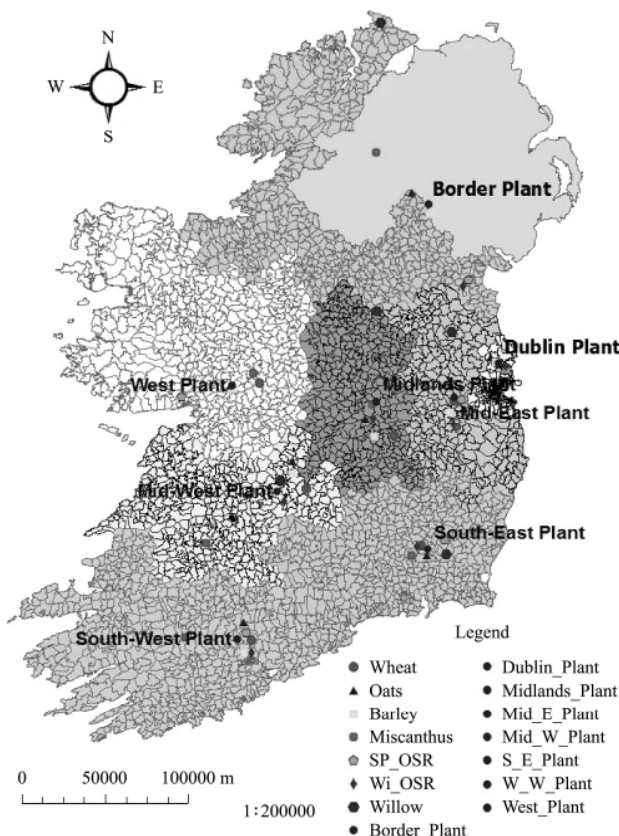 N
W E
S
Border Plant
Dublin Plant
West Plant
Midlands Plant
Mid-East Plant
Mid-West Plant
South-East Plant
South-West Plant
Legend
Wheat
Oats
Barley
Miscanthus
SP_OSR
Wi_OSR
Willow
Border_Plant
Dublin_Plant
Midlands_Plant
Mid_E_Plant
Mid_W_Plant
S_E_Plant
W_W_Plant
West_Plant
0 50000 100000 m
1:200000